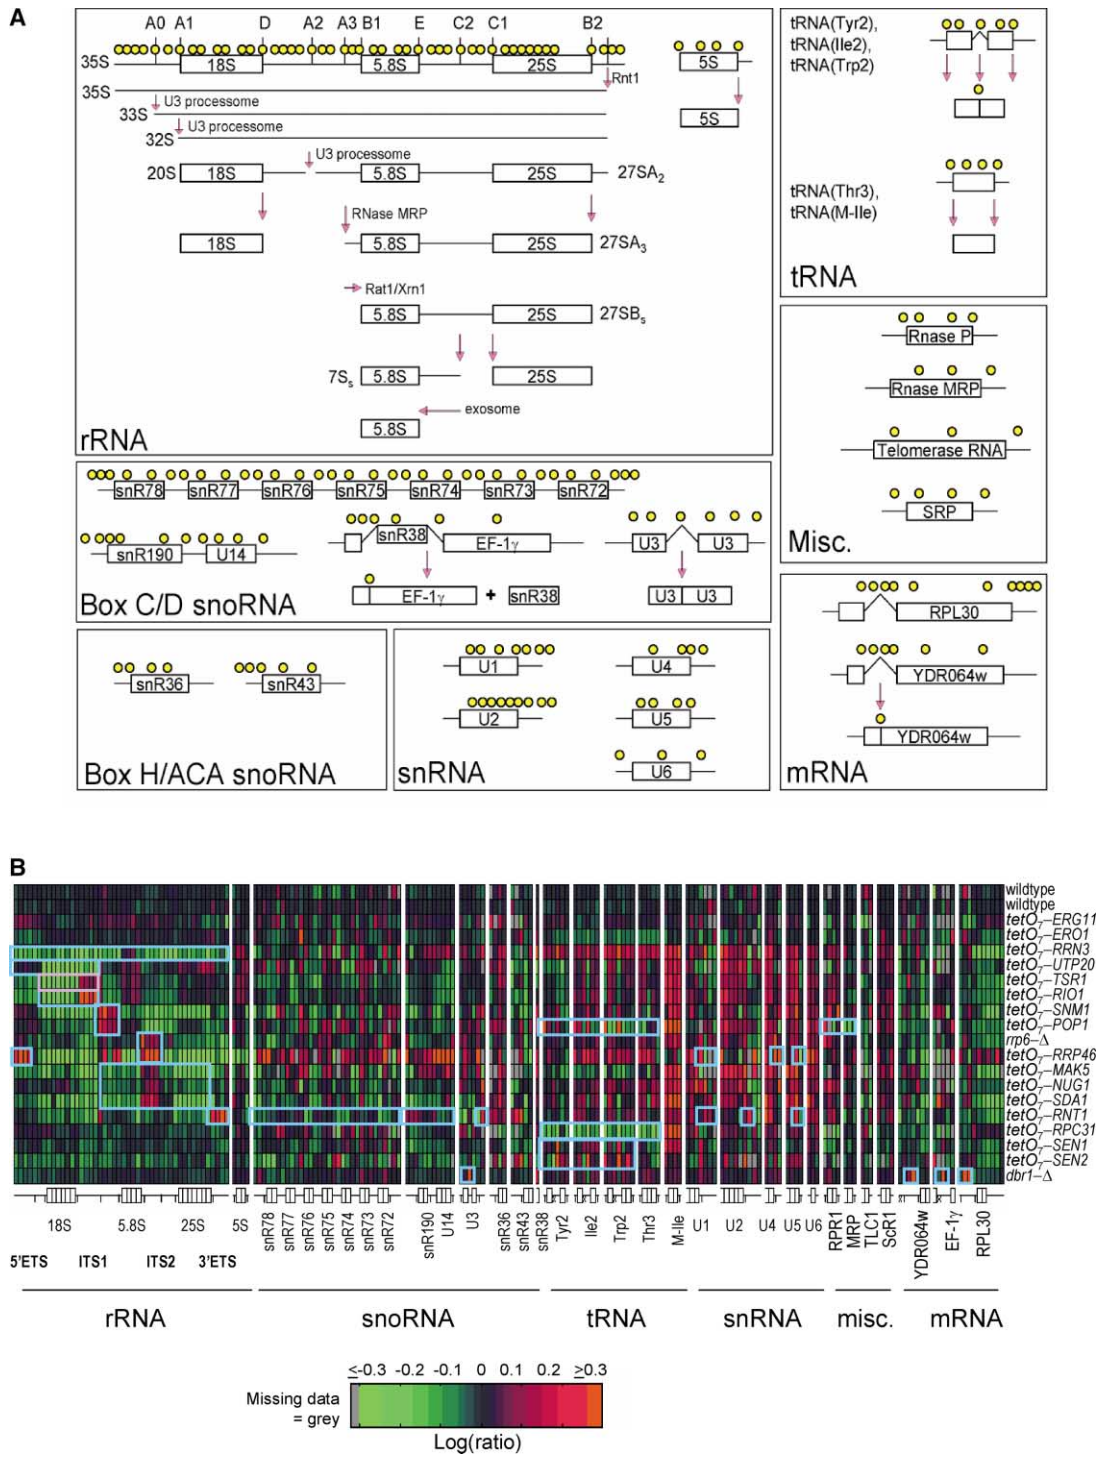 A
A0 A1 D A2 A3 B1 E C2 C1 B2
35S 18S 5.8S 25S
Rnt1
35S
U3 processome
33S
U3 processome
32S
U3 processome
20S 18S 5.8S 25S 27SA2
RNase MRP
18S 5.8S 25S 27SA3
Rat1/Xrn1
5.8S 25S 27SBs
7Ss 5.8S 25S
exosome
5.8S
rRNA
5S
5S
tRNA(Tyr2),
tRNA(Ile2),
tRNA(Trp2)
tRNA(Thr3),
tRNA(M-Ile)
tRNA
Rnase P
Rnase MRP
Telomerase RNA
SRP
Misc.
snR78 snR77 snR76 snR75 snR74 snR73 snR72
snR190 U14
snR38 EF-1γ
U3 U3
EF-1γ + snR38
U3 U3
Box C/D snoRNA
snR36 snR43
Box H/ACA snoRNA
U1 U4
U2 U5
U6
snRNA
RPL30
YDR064w
YDR064w
mRNA
B
wildtype
wildtype
tetO7–ERG11
tetO7–ERO1
tetO7–RRN3
tetO7–UTP20
tetO7–TSR1
tetO7–RIO1
tetO7–SNM1
tetO7–POP1
rrp6–Δ
tetO7–RRP46
tetO7–MAK5
tetO7–NUG1
tetO7–SDA1
tetO7–RNT1
tetO7–RPC31
tetO7–SEN1
tetO7–SEN2
dbr1–Δ
18S 5.8S 25S 5S snR78 snR77 snR76 snR75 snR74 snR73 snR72 snR190 U14 U3 snR36 snR43 snR38 Tyr2 Ile2 Trp2 Thr3 M-Ile U1 U2 U4 U5 U6 RPR1 MRP TLC1 ScR1 YDR064w EF-1γ RPL30
5'ETS ITS1 ITS2 3'ETS
rRNA snoRNA tRNA snRNA misc. mRNA
≤-0.3 -0.2 -0.1 0 0.1 0.2 ≥0.3
Missing data
= grey
Log(ratio)